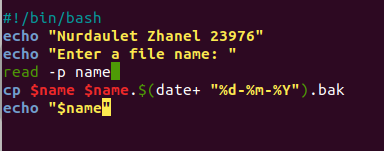 #!/bin/bash
echo "Nurdaulet Zhanel 23976"
echo "Enter a file name: "
read -p name
cp $name $name.$(date+ "%d-%m-%Y").bak
echo "$name"